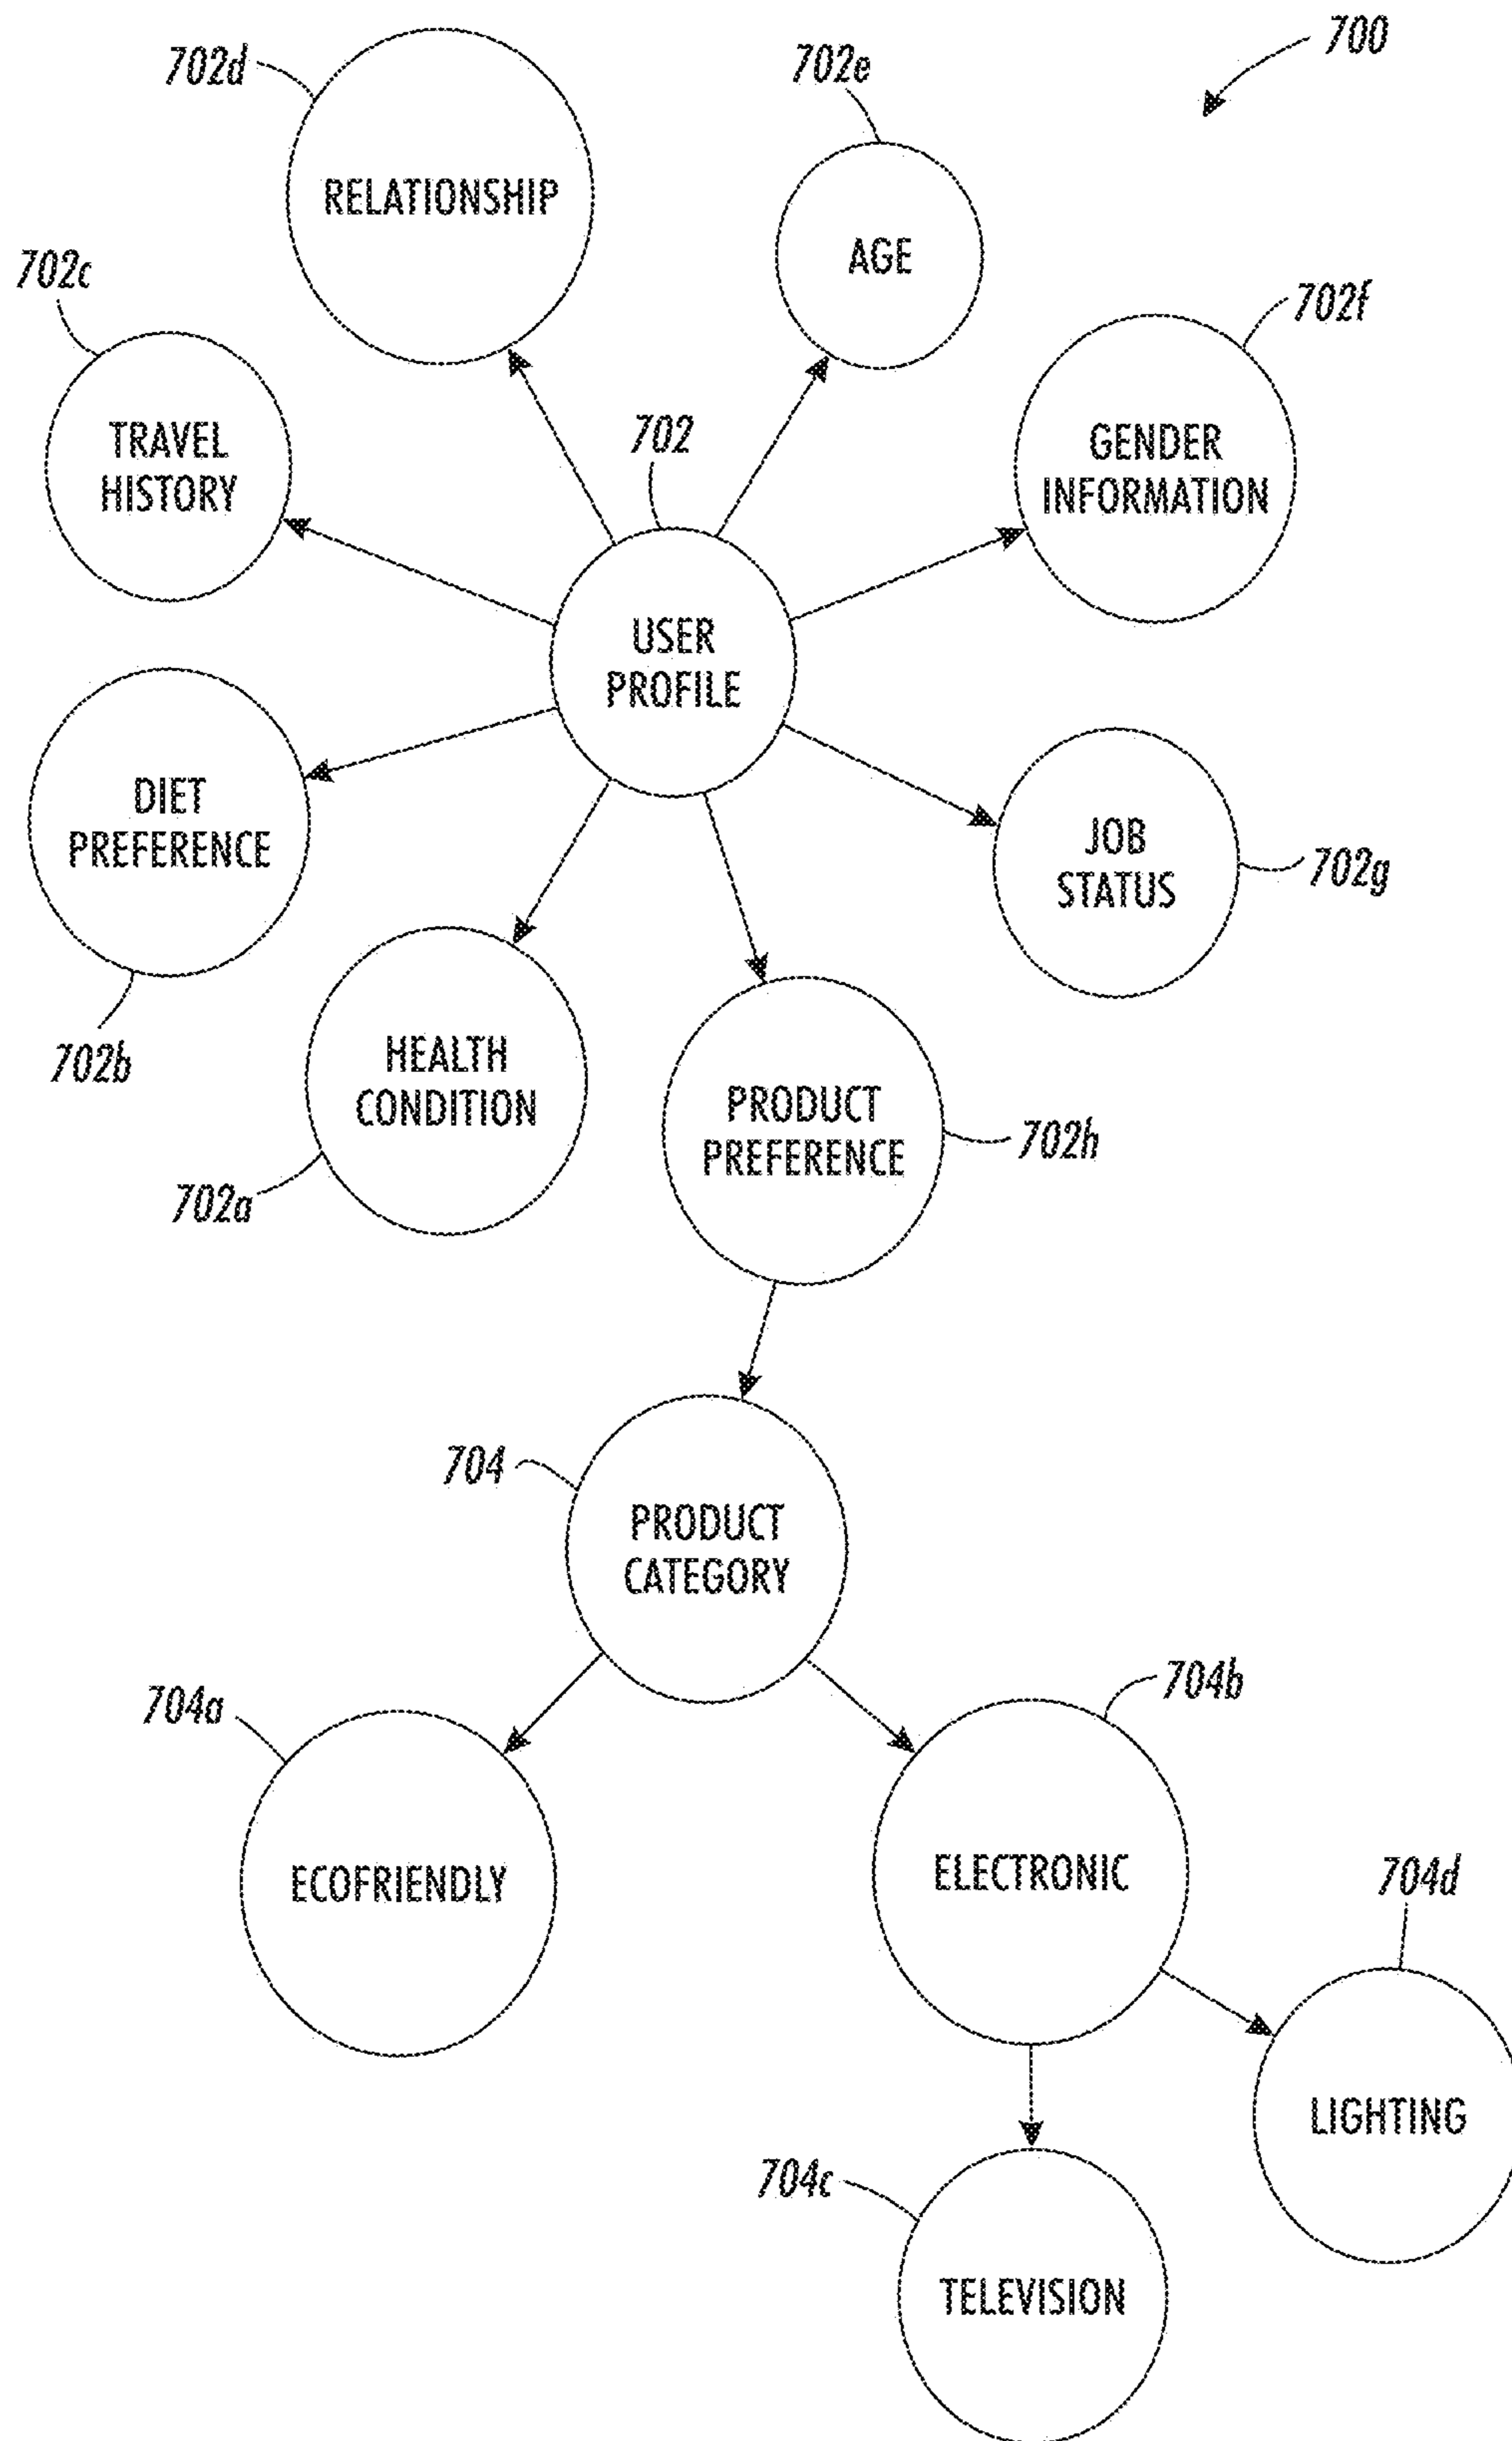 700
702d
702e
RELATIONSHIP
AGE
702c
702f
TRAVEL
HISTORY
702
GENDER
INFORMATION
USER
PROFILE
DIET
PREFERENCE
JOB
STATUS
702g
702b
HEALTH
CONDITION
PRODUCT
PREFERENCE
702h
702a
704
PRODUCT
CATEGORY
704a
704b
ECOFRIENDLY
ELECTRONIC
704d
LIGHTING
704c
TELEVISION